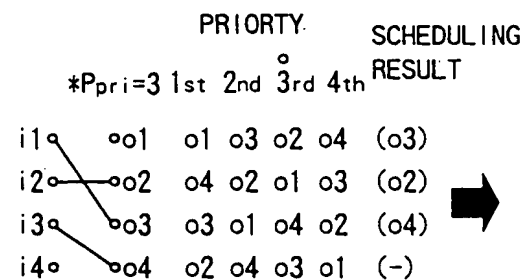 PRIORTY
SCHEDULING
RESULT
*Ppri=3 1st 2nd 3rd 4th
i1 o1 o1 o3 o2 o4 (o3)
i2 o2 o4 o2 o1 o3 (o2)
i3 o3 o3 o1 o4 o2 (o4)
i4 o4 o2 o4 o3 o1 (-)